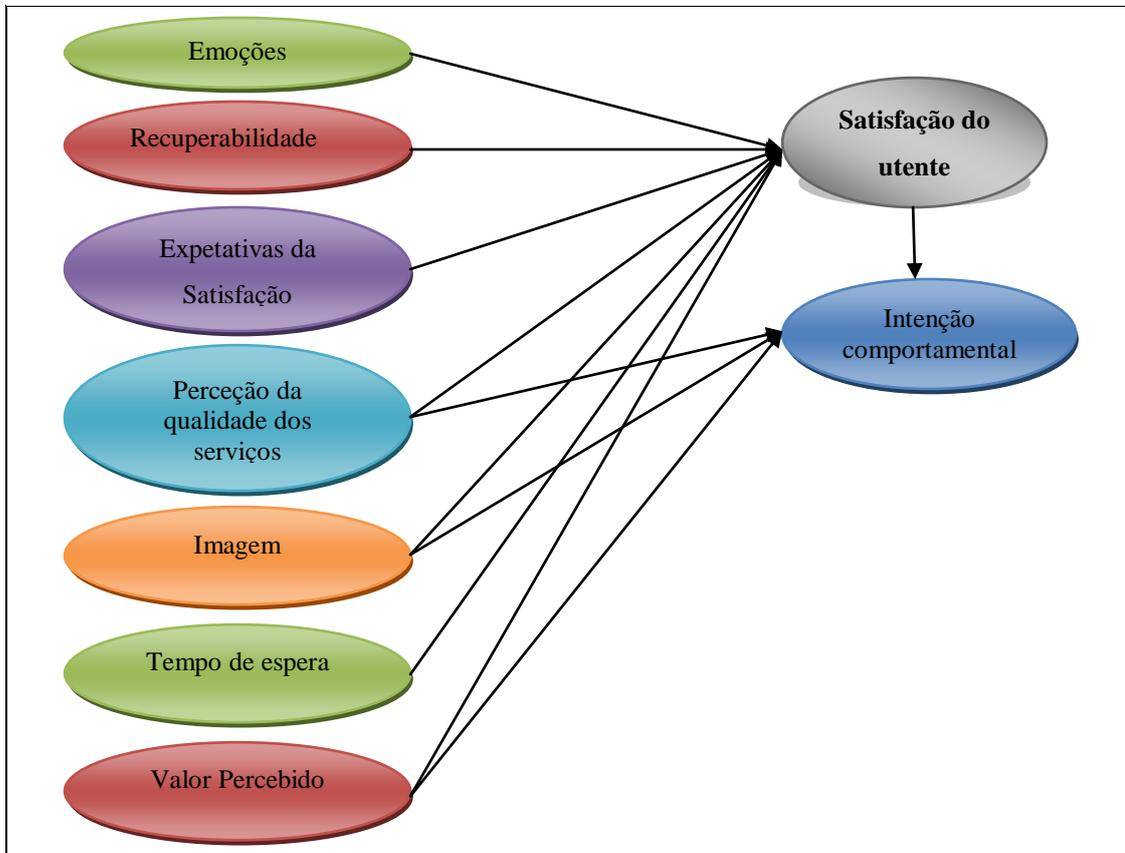 Emoções
Recuperabilidade
Expetativas da
Satisfação
Perceção da
qualidade dos
serviços
Imagem
Tempo de espera
Valor Percebido
Satisfação do
utente
Intenção
comportamental